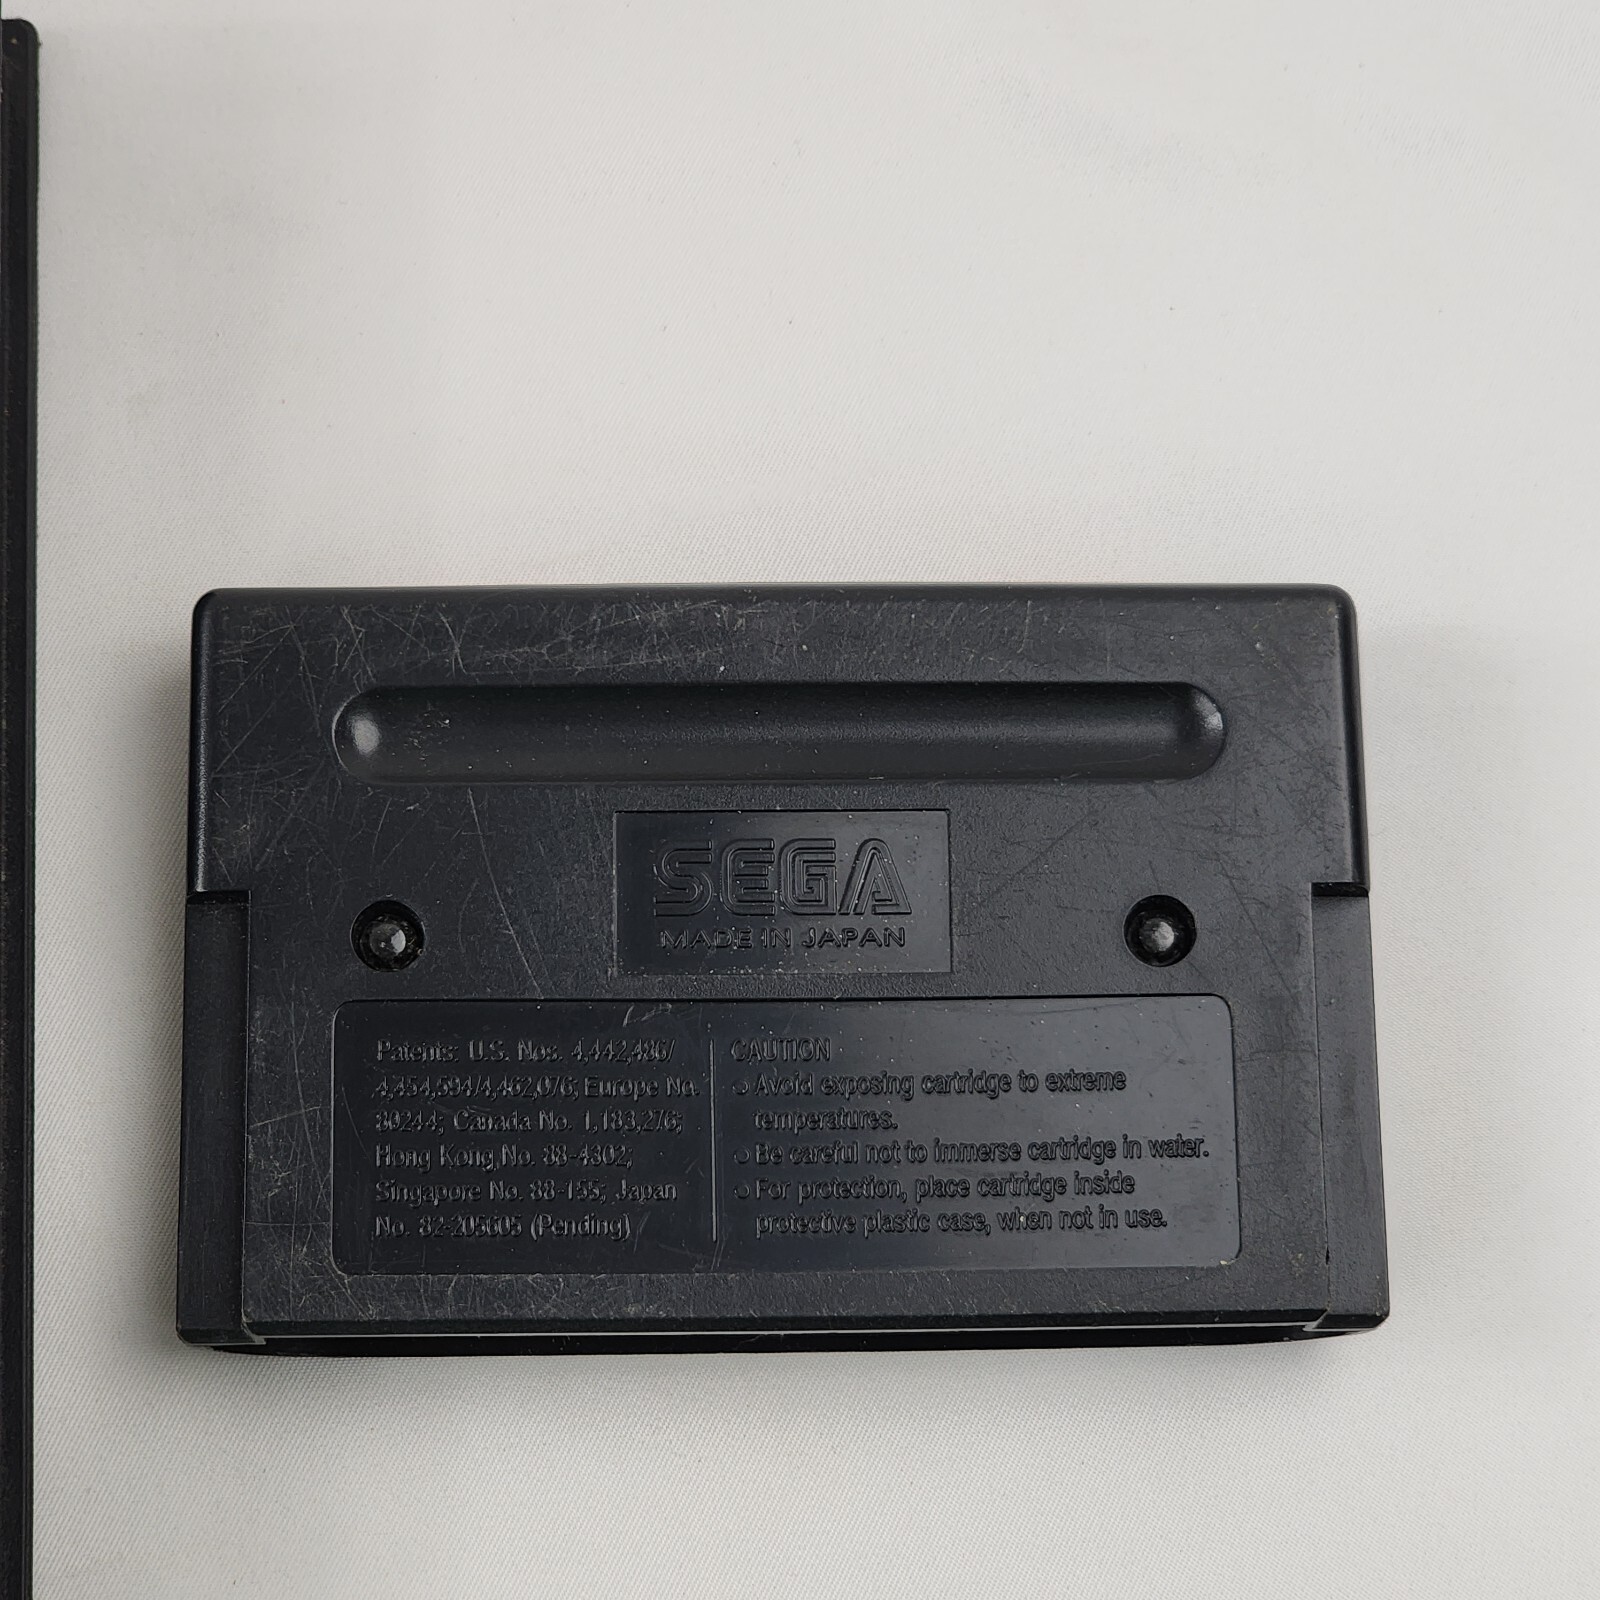 SEGA
MADE IN JAPAN
Patents: U.S. Nos. 4,442,486/
4,454,594/4,462,076; Europe No.
80244; Canada No. 1,183,276;
Hong Kong No. 88-4302;
Singapore No. 88-155; Japan
No. 82-205605 (Pending)
CAUTION
○ Avoid exposing cartridge to extreme
temperatures.
○ Be careful not to immerse cartridge in water.
○ For protection, place cartridge inside
protective plastic case, when not in use.